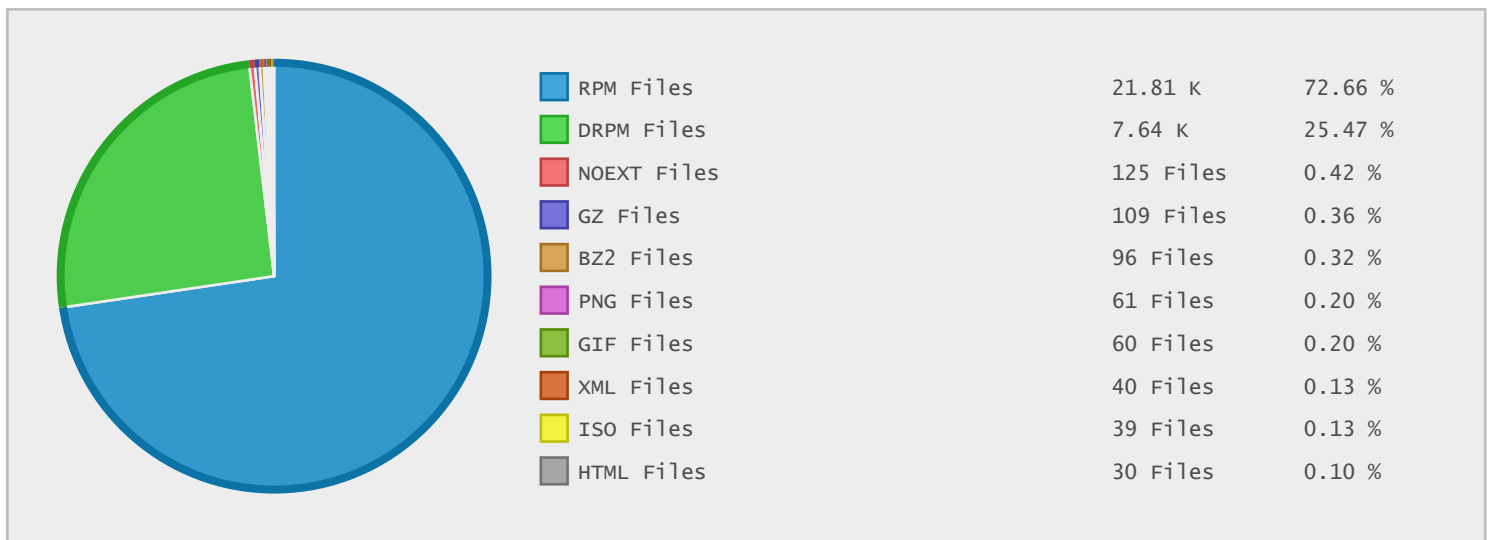 RPM Files 21.81 K 72.66 %
DRPM Files 7.64 K 25.47 %
NOEXT Files 125 Files 0.42 %
GZ Files 109 Files 0.36 %
BZ2 Files 96 Files 0.32 %
PNG Files 61 Files 0.20 %
GIF Files 60 Files 0.20 %
XML Files 40 Files 0.13 %
ISO Files 39 Files 0.13 %
HTML Files 30 Files 0.10 %